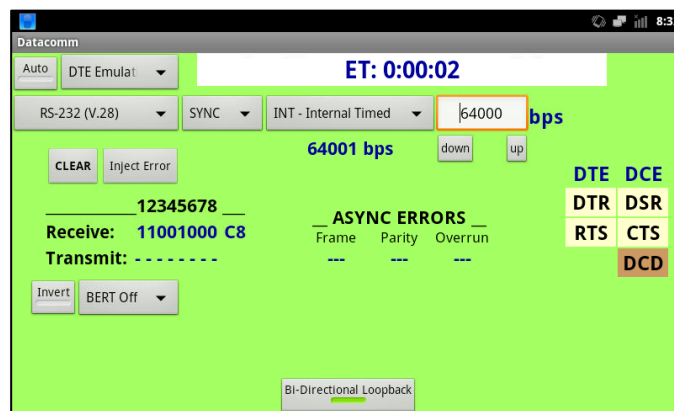 8:3
Datacomm
Auto DTE Emulat ET: 0:00:02
RS-232 (V.28) SYNC INT - Internal Timed 64000 bps
64001 bps down up
CLEAR Inject Error
DTE DCE
____________12345678 ___
__ ASYNC ERRORS __
DTR DSR
Receive: 11001000 C8
Frame Parity Overrun
RTS CTS
Transmit: - - - - - - - -
--- --- ---
DCD
Invert BERT Off
Bi-Directional Loopback